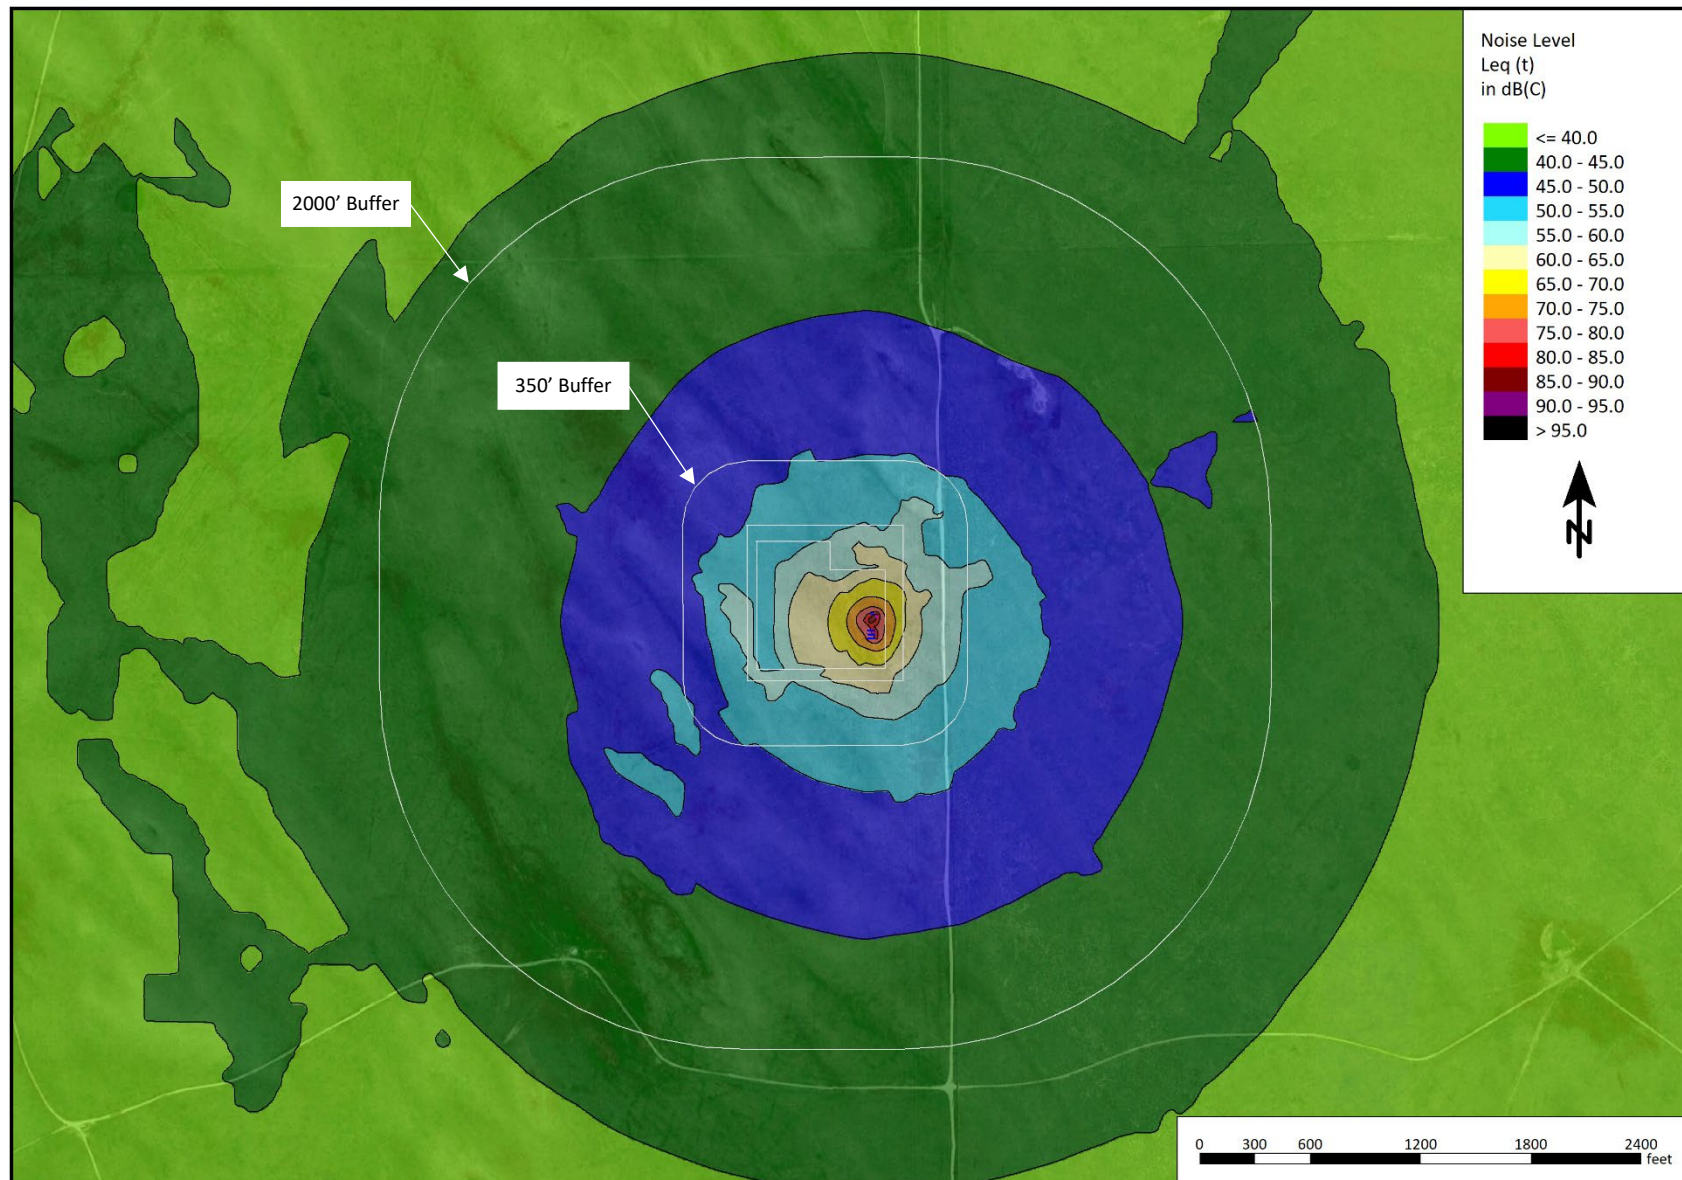 Noise Level
Leq (t)
in dB(C)
<= 40.0
40.0 - 45.0
45.0 - 50.0
50.0 - 55.0
55.0 - 60.0
60.0 - 65.0
65.0 - 70.0
70.0 - 75.0
75.0 - 80.0
80.0 - 85.0
85.0 - 90.0
90.0 - 95.0
> 95.0
N
2000’ Buffer
350’ Buffer
0 300 600 1200 1800 2400
feet